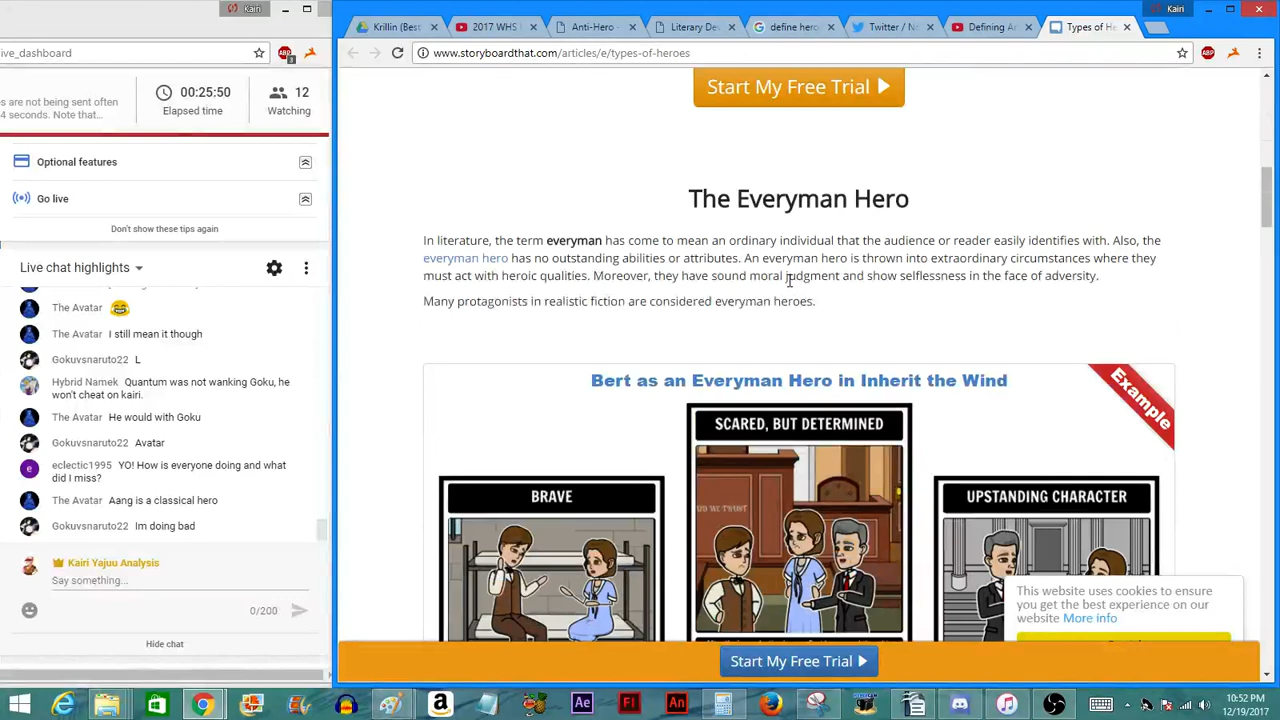 Kairi
Kairi
Krillin (Best
2017 WHS
Anti-Hero -
Literary De
define hero
Twitter / No
Defining A
Types of He
ive_dashboard
www.storyboardthat.com/articles/e/types-of-heroes
es are not being sent often
4 seconds. Note that...
00:25:50
Elapsed time
12
Watching
Optional features
Go live
Don't show these tips again
Live chat highlights
The Avatar
The Avatar I still mean it though
Gokuvsnaruto22 L
Hybrid Namek Quantum was not wanking Goku, he
won't cheat on kairi.
The Avatar He would with Goku
Gokuvsnaruto22 Avatar
eclectic1995 YO! How is everyone doing and what
did I miss?
The Avatar Aang is a classical hero
Gokuvsnaruto22 Im doing bad
Kairi Yajuu Analysis
Say something...
0/200
Hide chat
Start My Free Trial
The Everyman Hero
In literature, the term everyman has come to mean an ordinary individual that the audience or reader easily identifies with. Also, the
everyman hero has no outstanding abilities or attributes. An everyman hero is thrown into extraordinary circumstances where they
must act with heroic qualities. Moreover, they have sound moral judgment and show selflessness in the face of adversity.
Many protagonists in realistic fiction are considered everyman heroes.
Bert as an Everyman Hero in Inherit the Wind
Example
SCARED, BUT DETERMINED
BRAVE
UPSTANDING CHARACTER
This website uses cookies to ensure
you get the best experience on our
website More info
Start My Free Trial
Ae
Fl
An
10:52 PM
12/19/2017